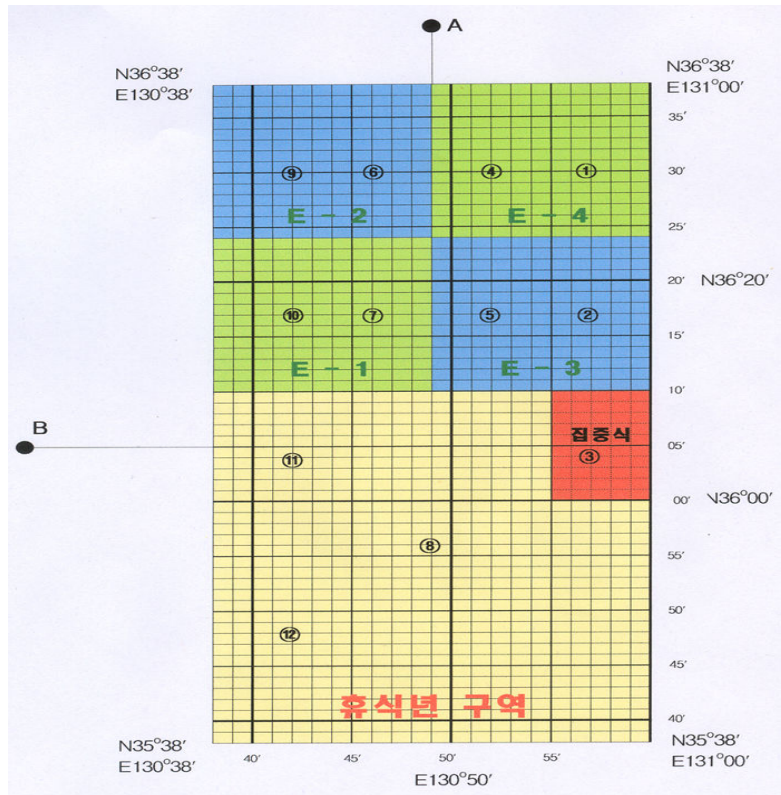 A
N36°38′
E130°38′
N36°38′
E131°00′
35′
⑨ ⑥ ④ ① 30′
E - 2 E - 4
25′
20′ N36°20′
⑩ ⑦ ⑤ ② 15′
E - 1 E - 3
10′
B
집중식
05′
⑪ ③
00′ N36°00′
⑧
55′
50′
⑫
45′
휴식년 구역
40′
N35°38′
E130°38′
40′ 45′ 50′ 55′
E130°50′
N35°38′
E131°00′